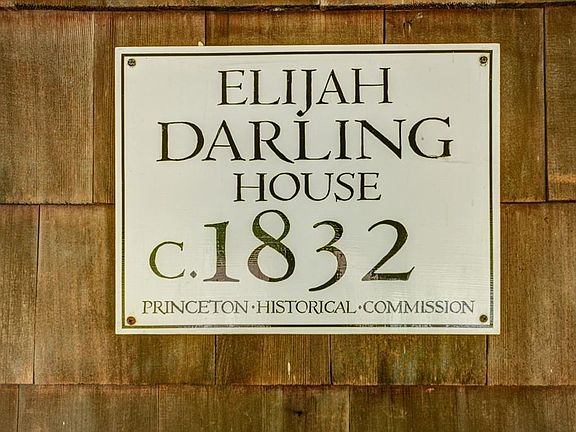 ELIJAH
DARLING
HOUSE
C.1832
PRINCETON·HISTORICAL·COMMISSION